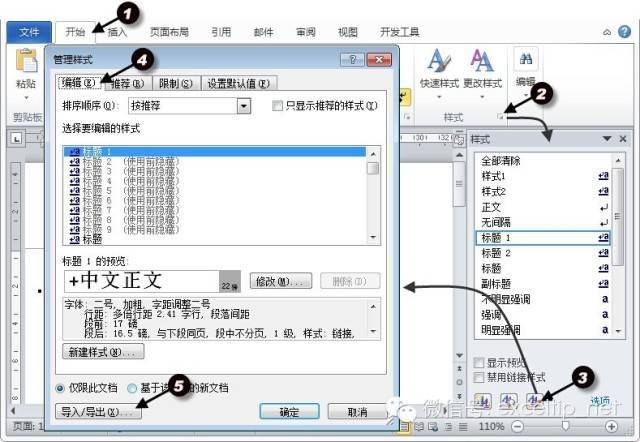 1
文件 开始 插入 页面布局 引用 邮件 审阅 视图 开发工具
粘贴
剪贴板
快速样式 更改样式 编辑
样式
2
管理样式
4
编辑(E) 推荐(R) 限制(S) 设置默认值(F)
排序顺序(O): 按推荐 只显示推荐的样式(T)
选择要编辑的样式
标题 1
标题 2 (使用前隐藏)
标题 3 (使用前隐藏)
标题 4 (使用前隐藏)
标题 5 (使用前隐藏)
标题 6 (使用前隐藏)
标题 7 (使用前隐藏)
标题 8 (使用前隐藏)
标题 9 (使用前隐藏)
标题
标题 1 的预览:
+中文正文
22 磅
修改(M)... 删除(D)
字体: 二号, 加粗, 字距调整二号
行距: 多倍行距 2.41 字行, 段落间距
段前: 17 磅
段后: 16.5 磅, 与下段同页, 段中不分页, 1 级, 样式: 链接,
新建样式(N)...
仅限此文档 基于该模板的新文档
5
导入/导出(X)... 确定 取消
样式
全部清除
样式1
样式2
正文
无间隔
标题 1
标题 2
标题
副标题
不明显强调
强调
明显强调
显示预览
禁用链接样式
3
选项
微信号: exceltip_net
页面: 1
110%